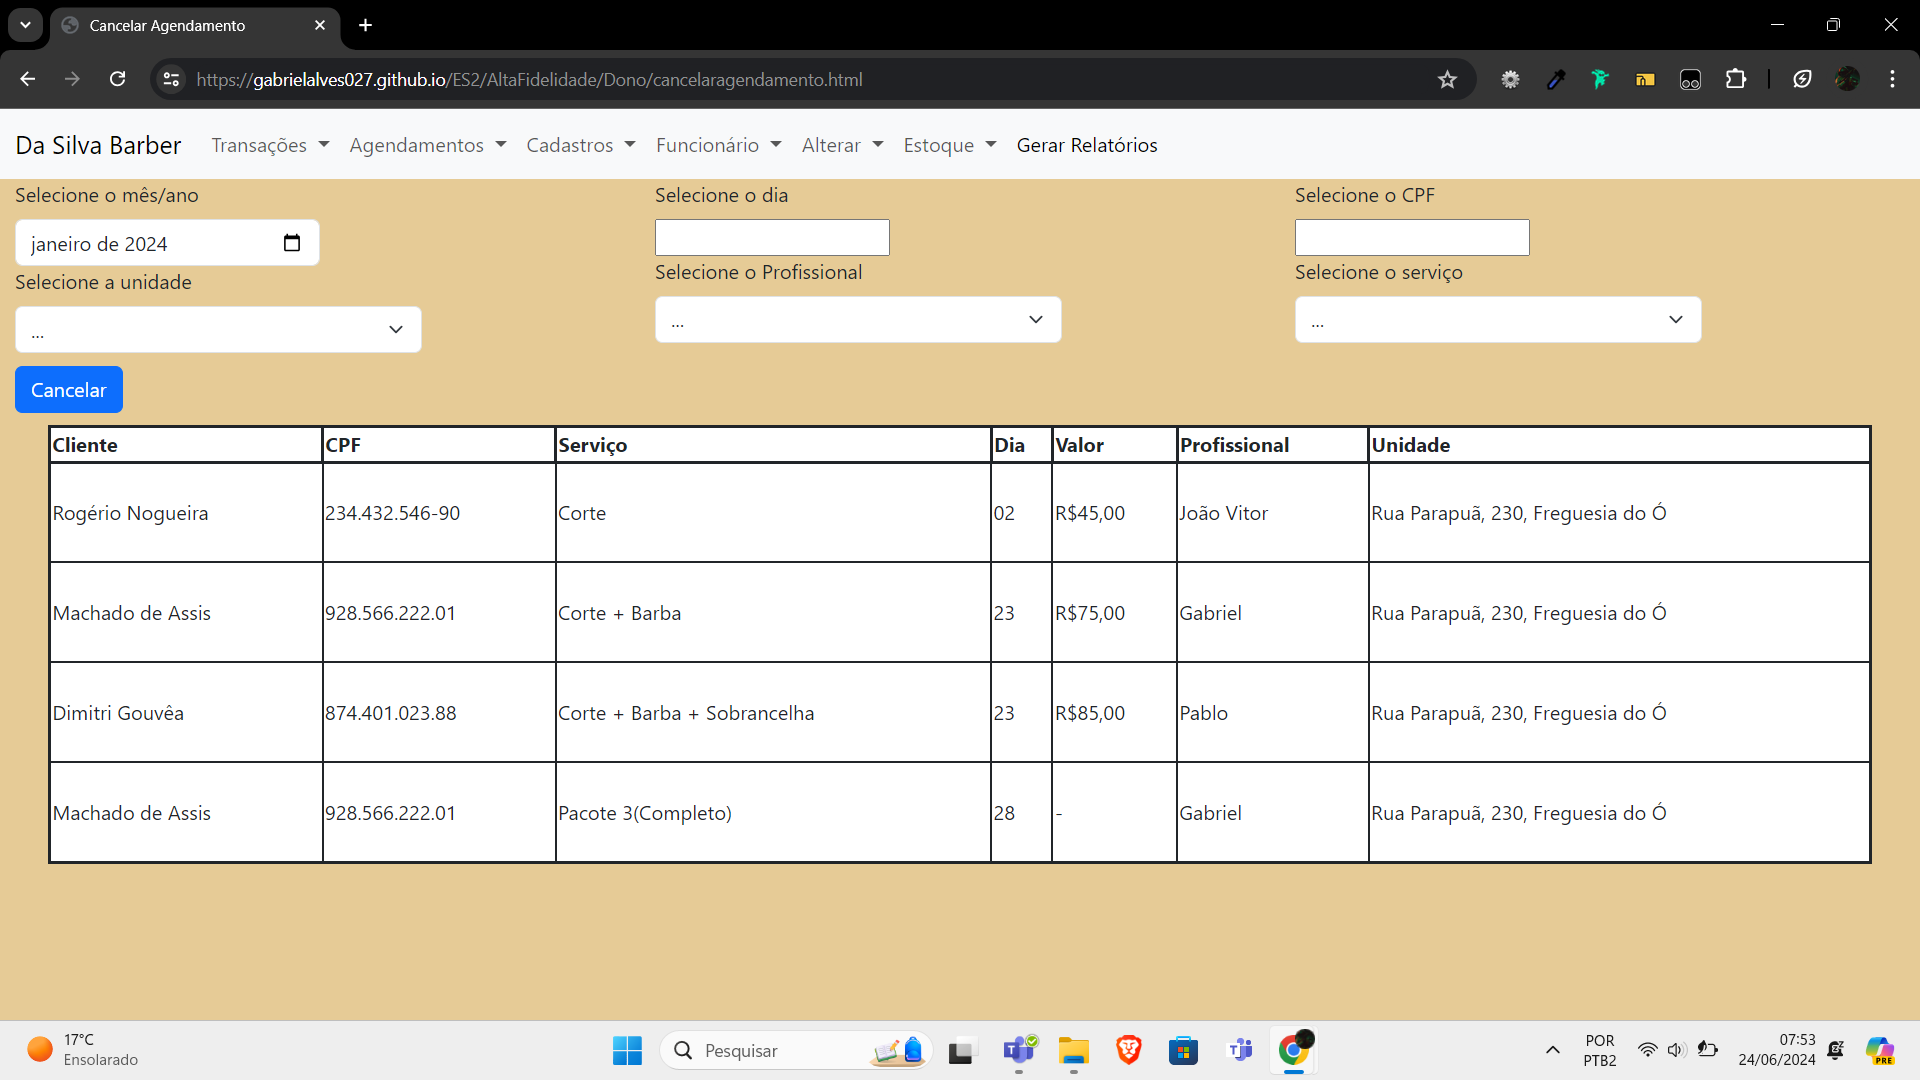 Cancelar Agendamento
https://gabrielalves027.github.io/ES2/AltaFidelidade/Dono/cancelaragendamento.html
Da Silva Barber Transações Agendamentos Cadastros Funcionário Alterar Estoque Gerar Relatórios
Selecione o mês/ano Selecione o dia Selecione o CPF
janeiro de 2024
Selecione a unidade Selecione o Profissional Selecione o serviço
... ... ...
Cancelar
Cliente CPF Serviço Dia Valor Profissional Unidade
Rogério Nogueira 234.432.546-90 Corte 02 R$45,00 João Vitor Rua Parapuã, 230, Freguesia do Ó
Machado de Assis 928.566.222.01 Corte + Barba 23 R$75,00 Gabriel Rua Parapuã, 230, Freguesia do Ó
Dimitri Gouvêa 874.401.023.88 Corte + Barba + Sobrancelha 23 R$85,00 Pablo Rua Parapuã, 230, Freguesia do Ó
Machado de Assis 928.566.222.01 Pacote 3(Completo) 28 - Gabriel Rua Parapuã, 230, Freguesia do Ó
17°C
Ensolarado
Pesquisar
POR
PTB2
07:53
24/06/2024
PRE